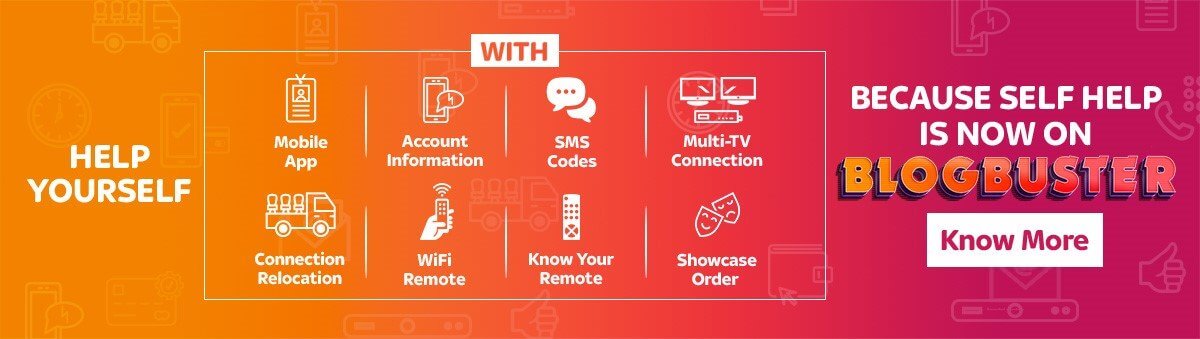 HELP
YOURSELF
WITH
Mobile
App
Account
Information
SMS
Codes
Multi-TV
Connection
Connection
Relocation
WiFi
Remote
Know Your
Remote
Showcase
Order
BECAUSE SELF HELP
IS NOW ON
BLOGBUSTER
Know More